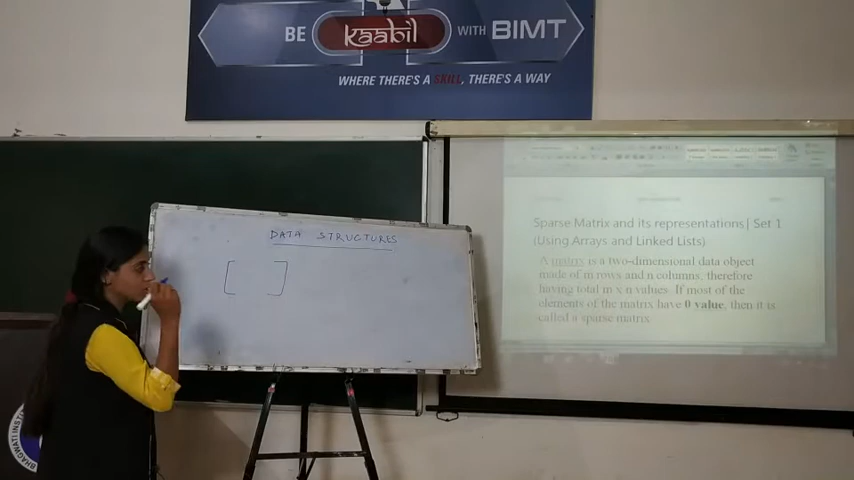 BE kaabil WITH BIMT
WHERE THERE'S A SKILL, THERE'S A WAY
DATA STRUCTURES
Sparse Matrix and its representations | Set 1
(Using Arrays and Linked Lists)
A matrix is a two-dimensional data object
made of m rows and n columns, therefore
having total m x n values. If most of the
elements of the matrix have 0 value, then it is
called a sparse matrix
BHAGWATI INSTI